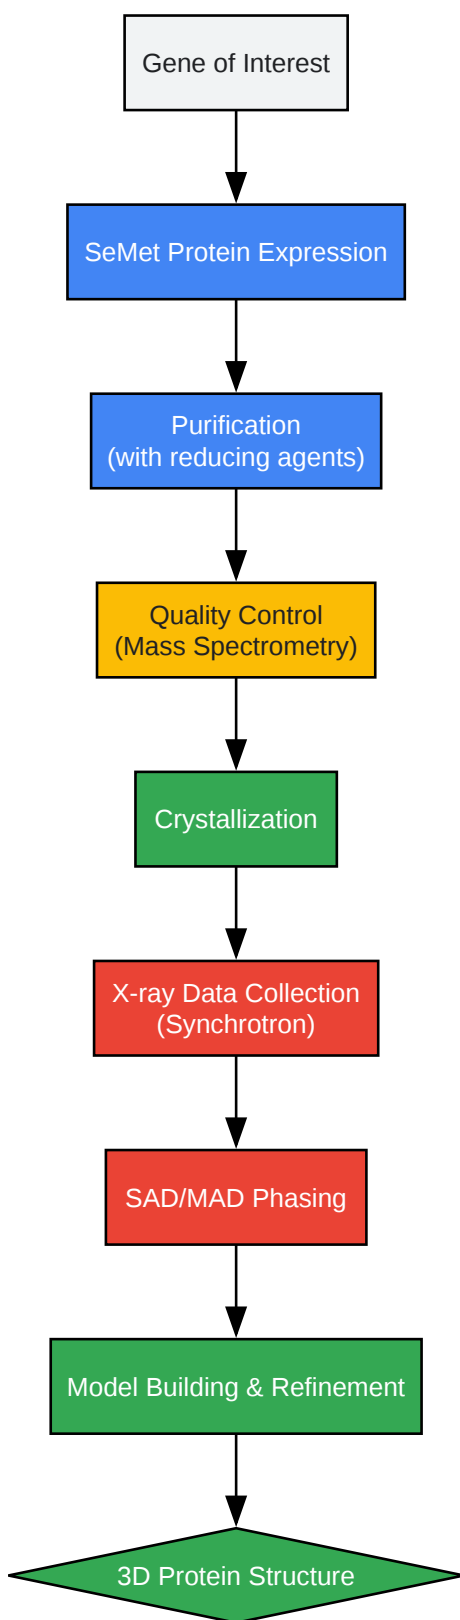 Gene of Interest
SeMet Protein Expression
Purification
(with reducing agents)
Quality Control
(Mass Spectrometry)
Crystallization
X-ray Data Collection
(Synchrotron)
SAD/MAD Phasing
Model Building & Refinement
3D Protein Structure